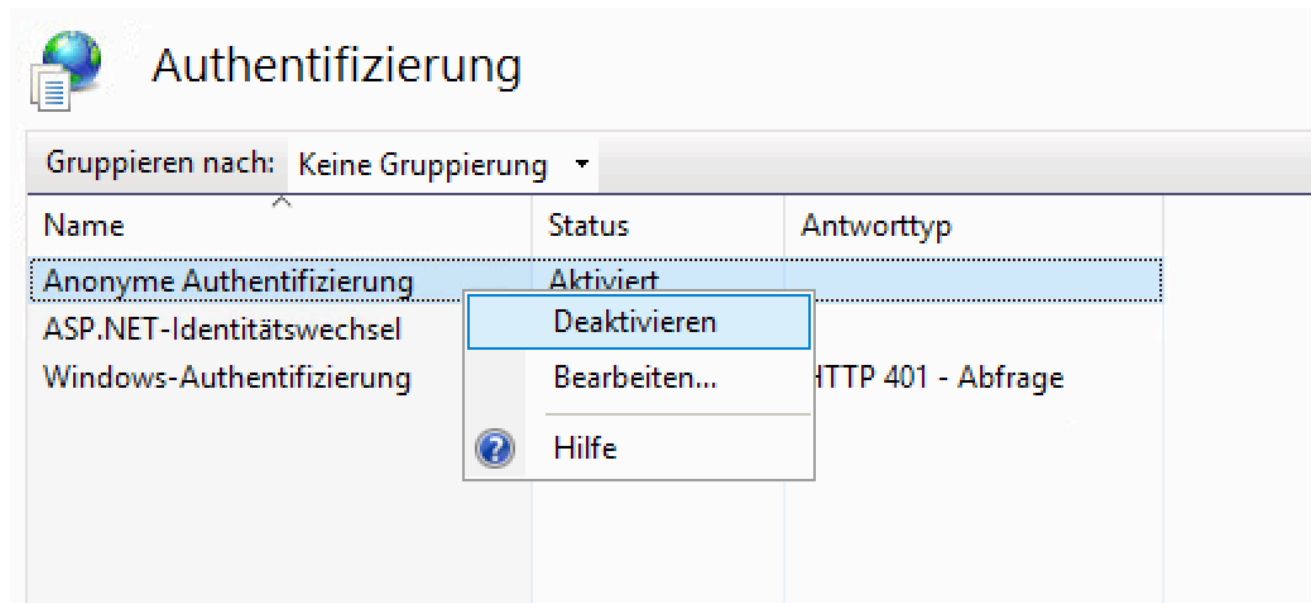 Authentifizierung
Gruppieren nach: Keine Gruppierung
Name Status Antworttyp
Anonyme Authentifizierung Aktiviert
Deaktivieren
ASP.NET-Identitätswechsel
Windows-Authentifizierung Bearbeiten... HTTP 401 - Abfrage
Hilfe